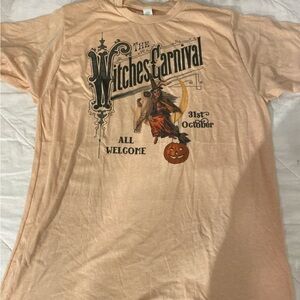 THE
Witches Carnival
31st
October
ALL
WELCOME